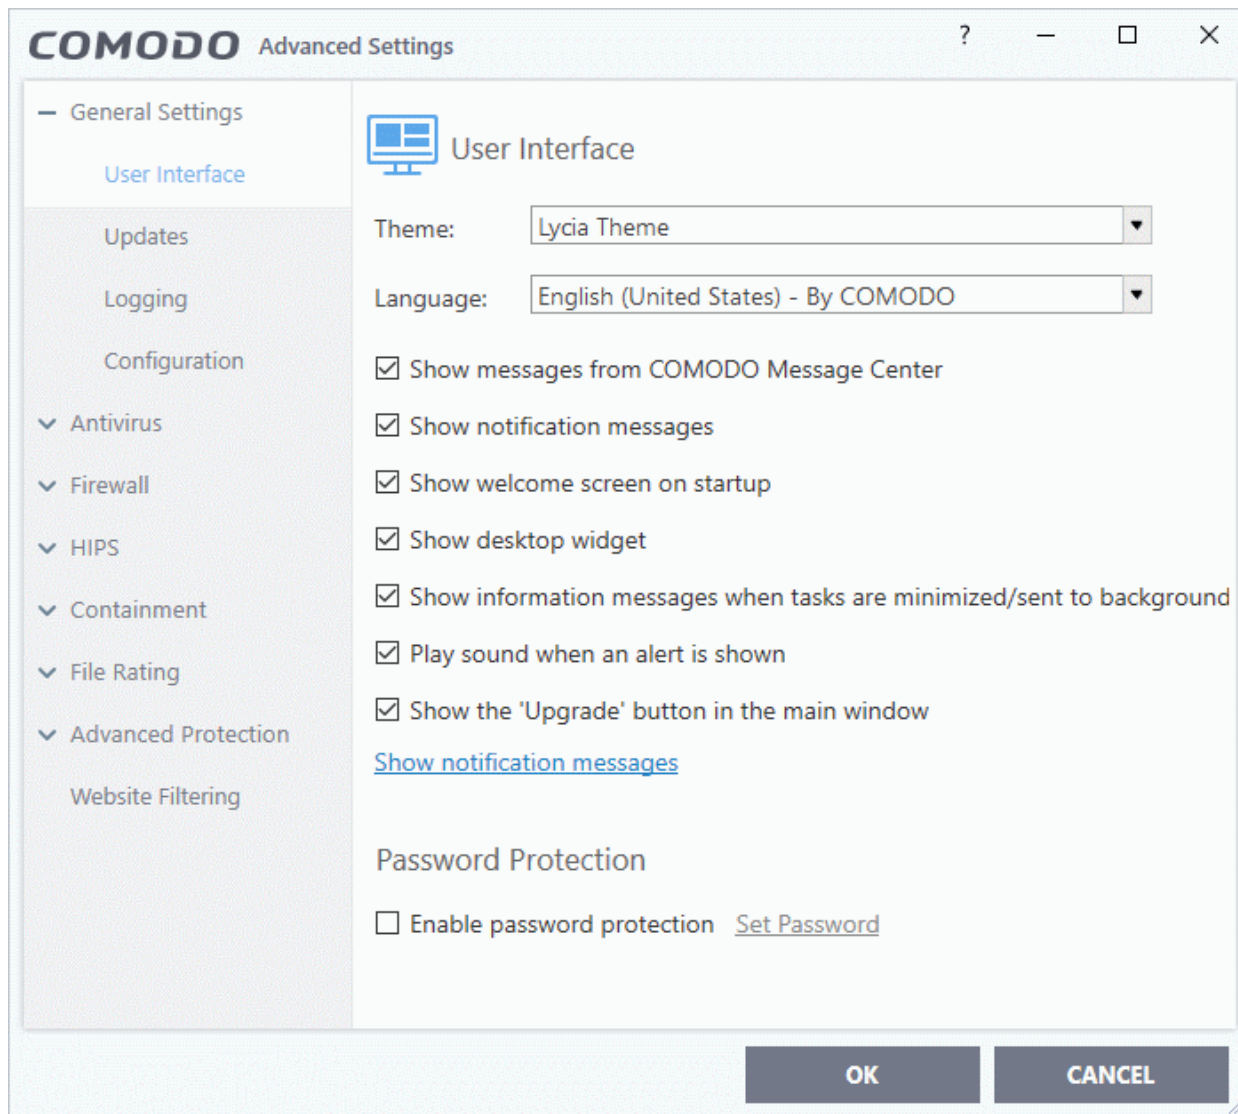 COMODO Advanced Settings ?
General Settings
User Interface
Updates
Logging
Configuration
Antivirus
Firewall
HIPS
Containment
File Rating
Advanced Protection
Website Filtering
User Interface
Theme: Lycia Theme
Language: English (United States) - By COMODO
Show messages from COMODO Message Center
Show notification messages
Show welcome screen on startup
Show desktop widget
Show information messages when tasks are minimized/sent to background
Play sound when an alert is shown
Show the 'Upgrade' button in the main window
Show notification messages
Password Protection
Enable password protection Set Password
OK CANCEL